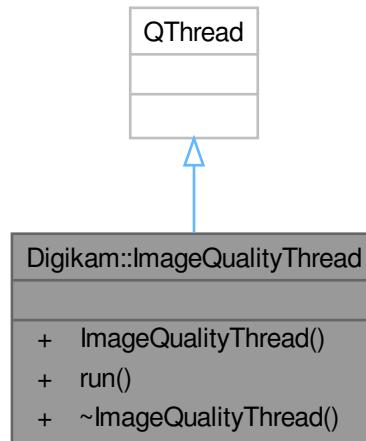 QThread
Digikam::ImageQualityThread
+ ImageQualityThread()
+ run()
+ ~ImageQualityThread()